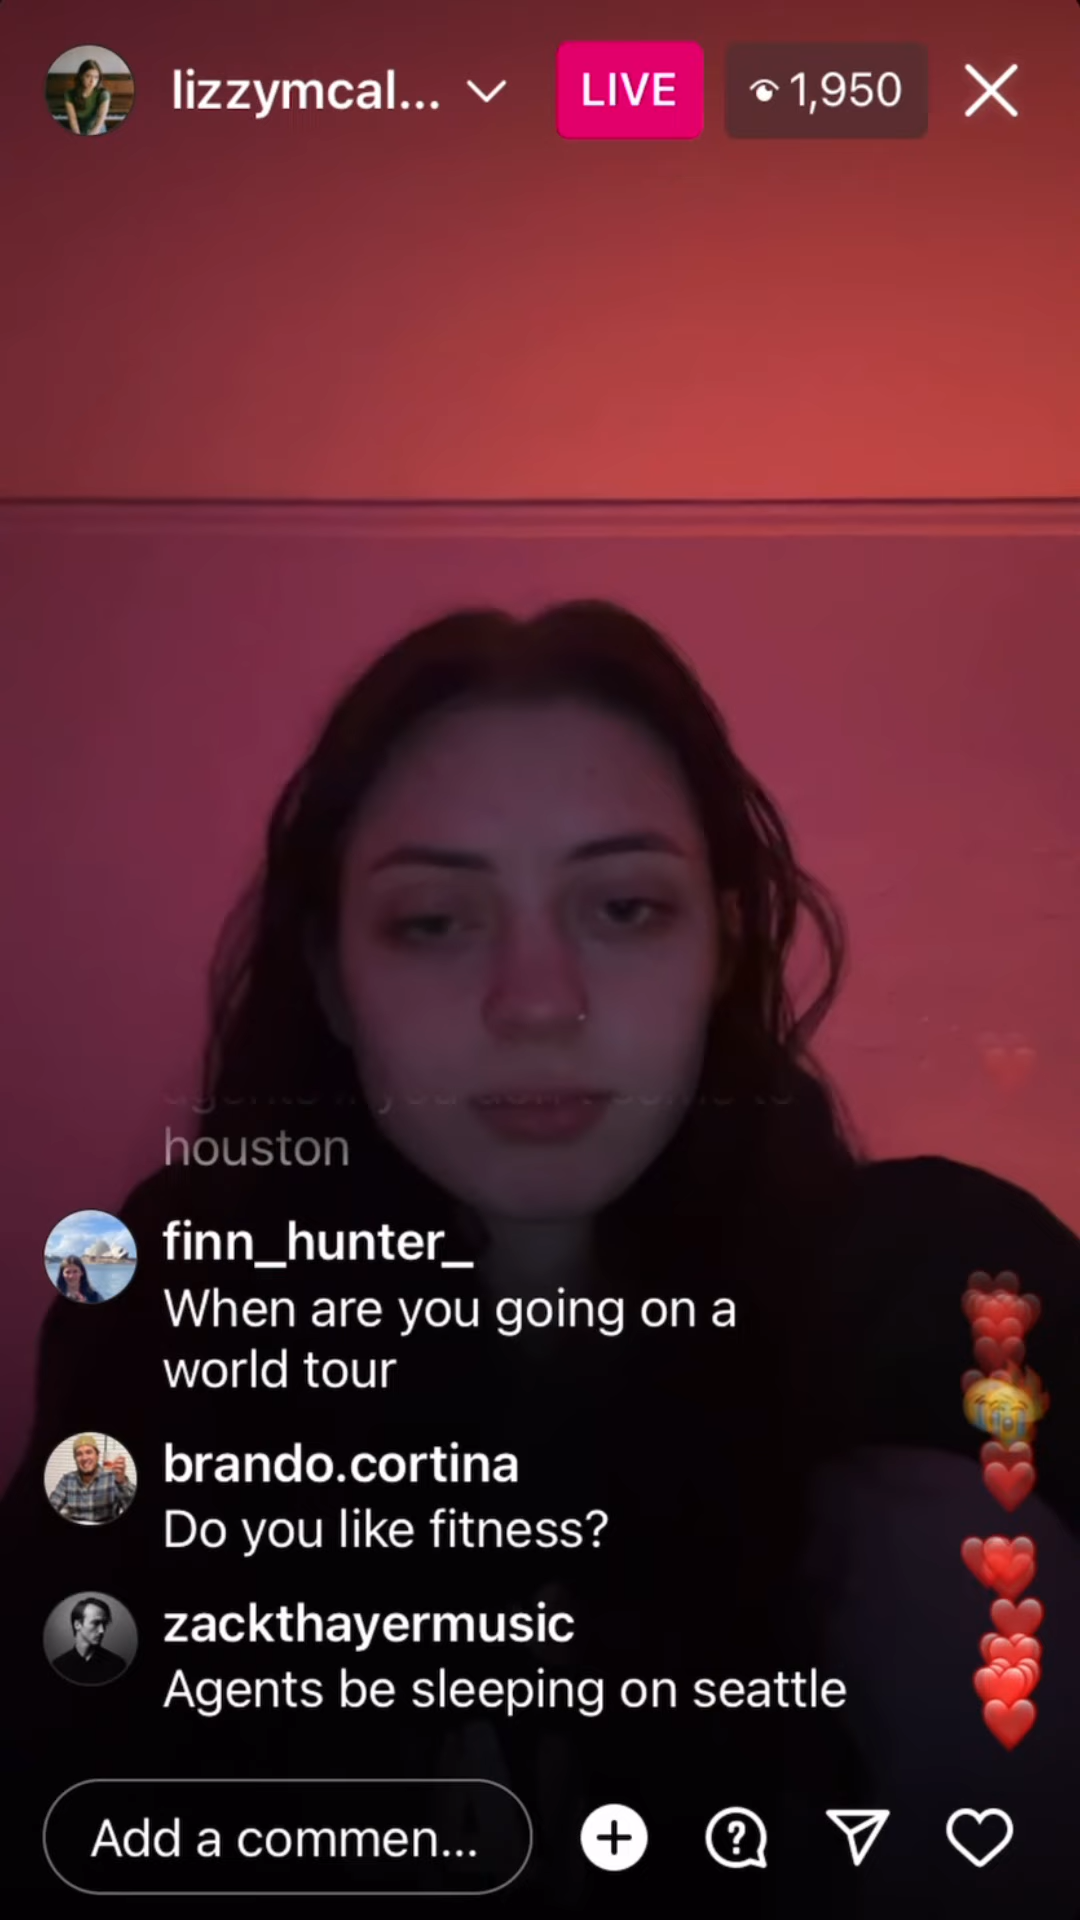 lizzymcal...
LIVE
1,950
houston
finn_hunter_
When are you going on a
world tour
brando.cortina
Do you like fitness?
zackthayermusic
Agents be sleeping on seattle
Add a commen...